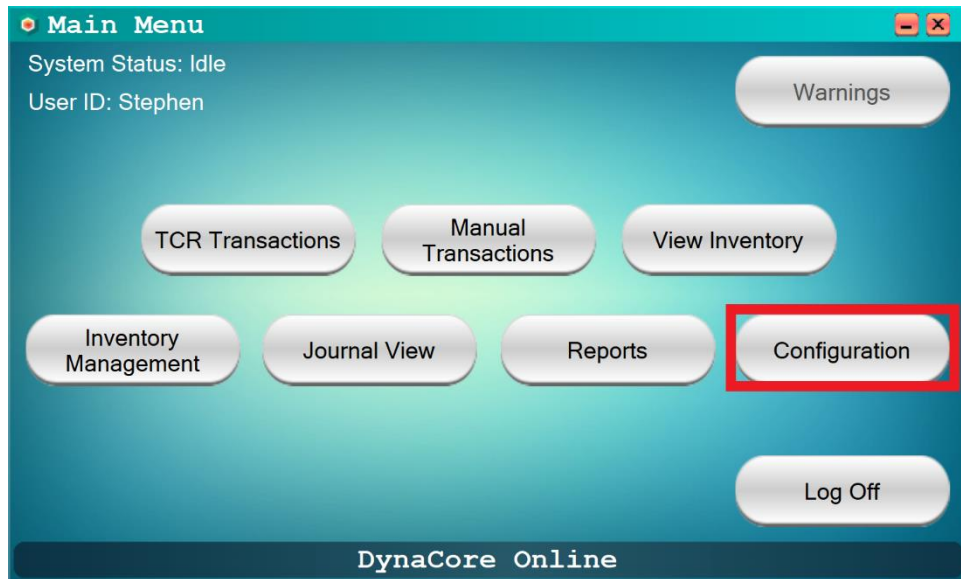 Main Menu
System Status: Idle
User ID: Stephen
Warnings
TCR Transactions
Manual
Transactions
View Inventory
Inventory
Management
Journal View
Reports
Configuration
Log Off
DynaCore Online